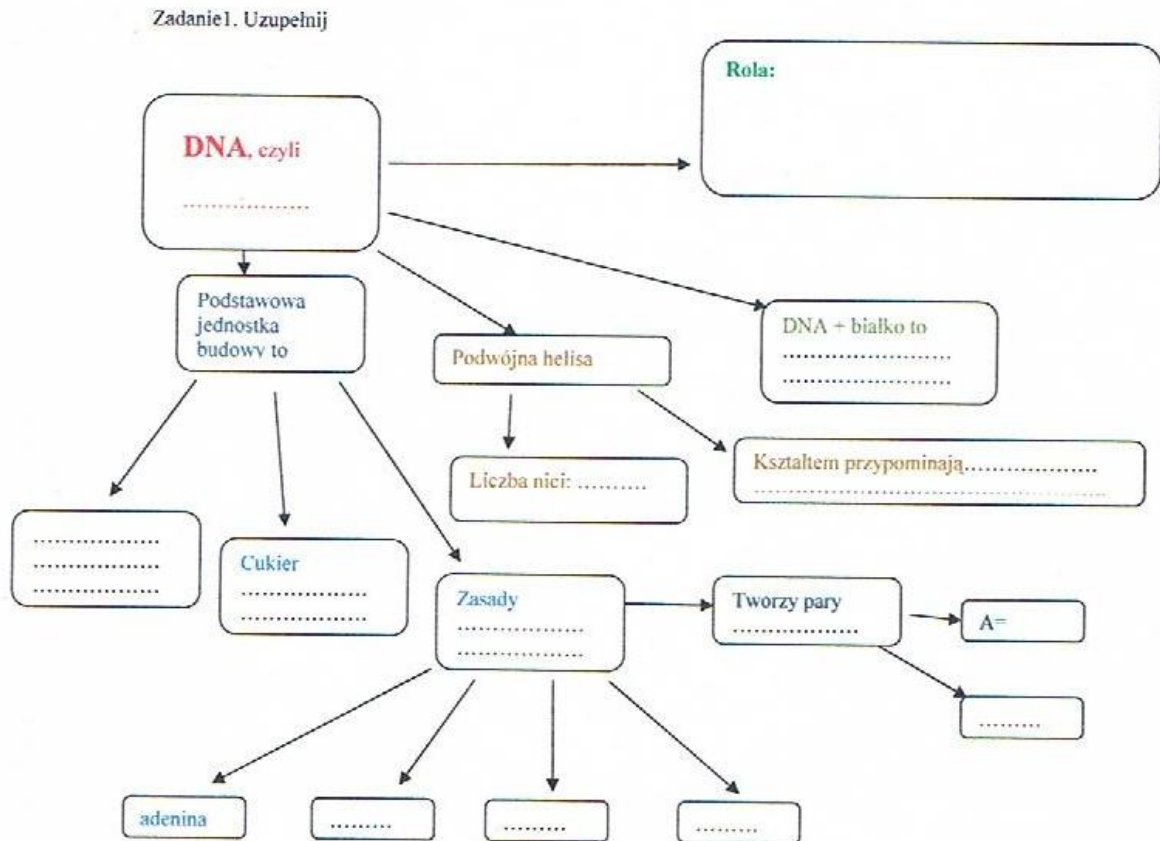 Zadanie1. Uzupełnij
Rola:
DNA, czyli
................
Podstawowa
jednostka
budowy to
Podwójna helisa
DNA + białko to
......................
......................
Liczba nici: ..........
Kształtem przypominają..................
................................................
................
................
................
Cukier
................
................
Zasady
................
................
Tworzy pary
................
A=
........
adenina
.........
.........
.........